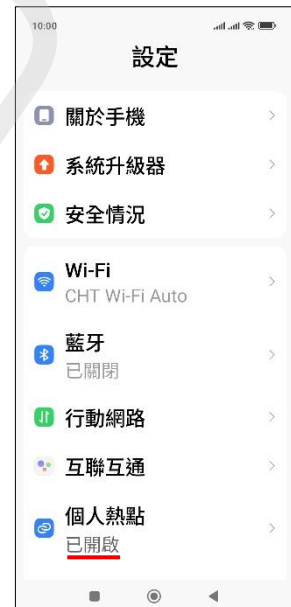 10:00
設定
關於手機
系統升級器
安全情況
Wi-Fi
CHT Wi-Fi Auto
藍牙
已關閉
行動網路
互聯互通
個人熱點
已開啟